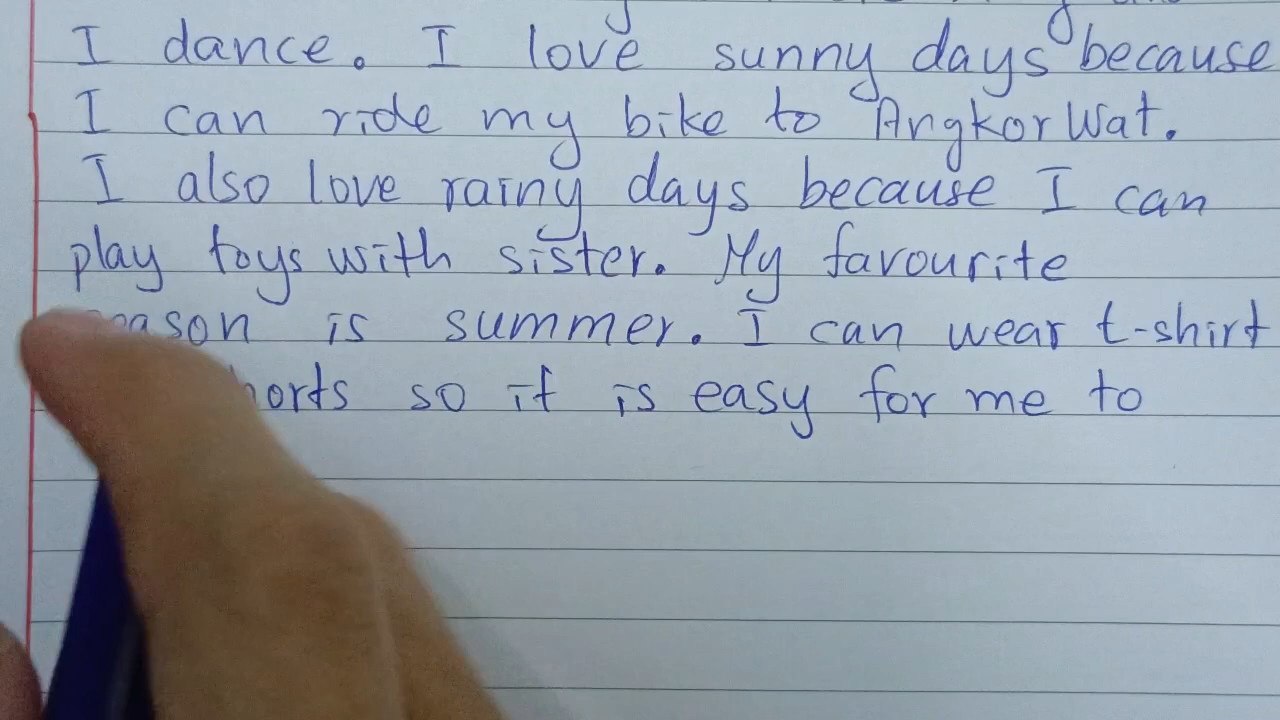 I dance. I love sunny days because
I can ride my bike to Angkor Wat.
I also love rainy days because I can
play toys with sister. My favourite
season is summer. I can wear t-shirt
so it is easy for me to